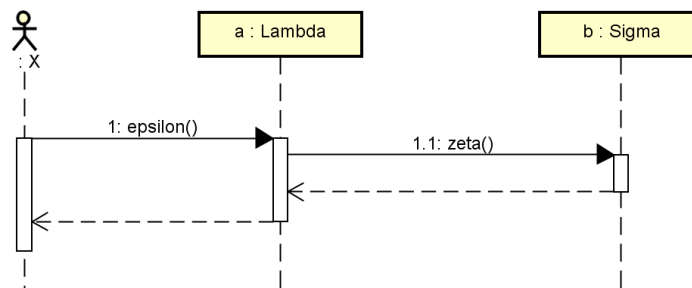 : X
a : Lambda
b : Sigma
1: epsilon()
1.1: zeta()